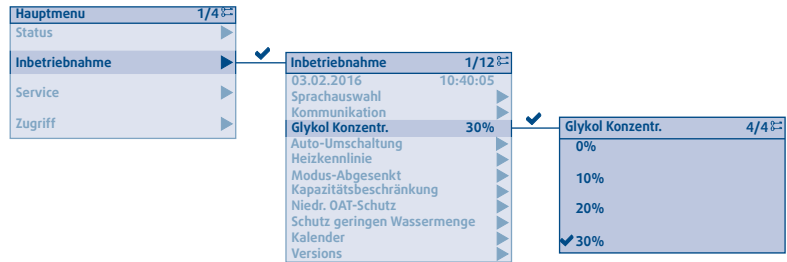 Hauptmenu 1/4
Status
Inbetriebnahme
Service
Zugriff
Inbetriebnahme 1/12
03.02.2016 10:40:05
Sprachauswahl
Kommunikation
Glykol Konzentr. 30%
Auto-Umschaltung
Heizkennlinie
Modus-Abgesenkt
Kapazitätsbeschränkung
Niedr. OAT-Schutz
Schutz geringen Wassermenge
Kalender
Versions
Glykol Konzentr. 4/4
0%
10%
20%
30%